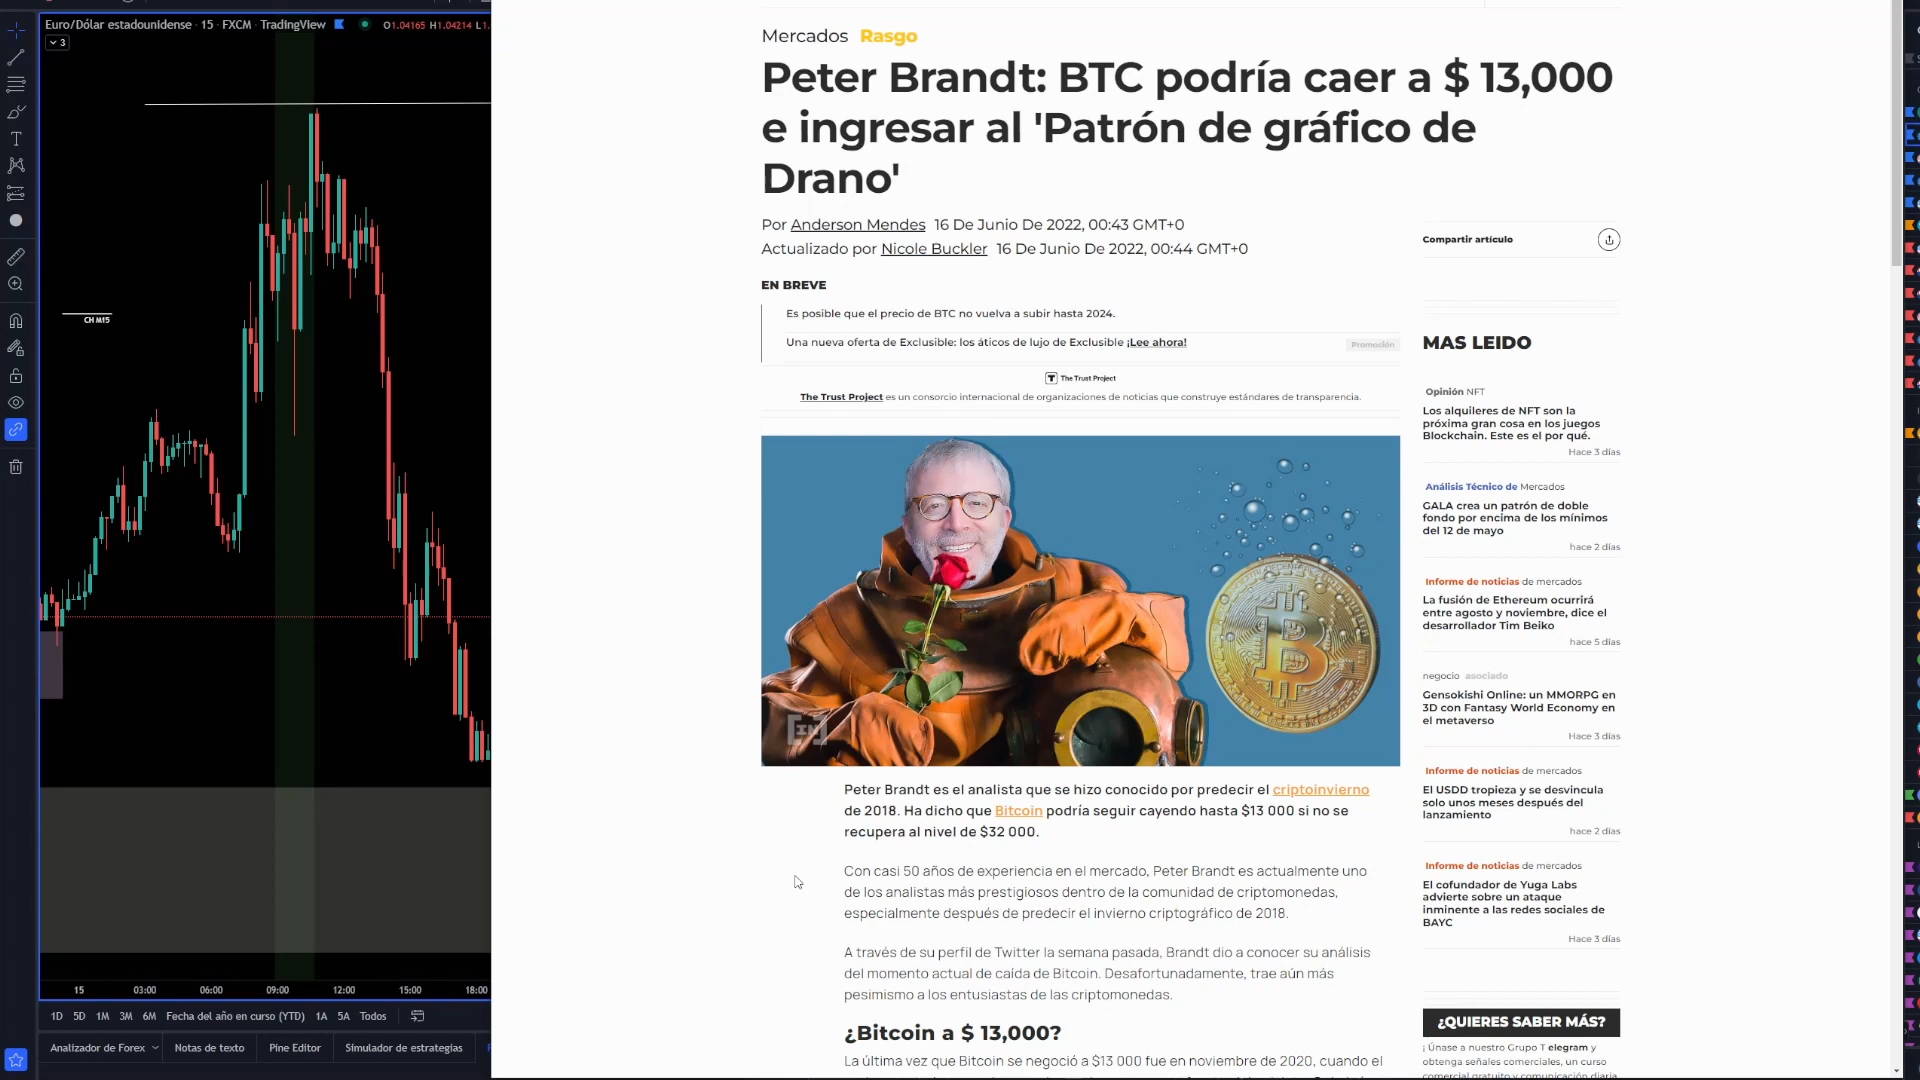 Euro/Dólar estadounidense · 15 · FXCM · TradingView
O1.04165 H1.04214 L1.
3
CH M15
15 03:00 06:00 09:00 12:00 15:00 18:00
1D 5D 1M 3M 6M Fecha del año en curso (YTD) 1A 5A Todos
Analizador de Forex Notas de texto Pine Editor Simulador de estrategias
Mercados Rasgo
Peter Brandt: BTC podría caer a $ 13,000
e ingresar al 'Patrón de gráfico de
Drano'
Por Anderson Mendes 16 De Junio De 2022, 00:43 GMT+0
Actualizado por Nicole Buckler 16 De Junio De 2022, 00:44 GMT+0
EN BREVE
Es posible que el precio de BTC no vuelva a subir hasta 2024.
Una nueva oferta de Exclusible: los áticos de lujo de Exclusible ¡Lee ahora!
Promoción
The Trust Project
The Trust Project es un consorcio internacional de organizaciones de noticias que construye estándares de transparencia.
Peter Brandt es el analista que se hizo conocido por predecir el criptoinvierno
de 2018. Ha dicho que Bitcoin podría seguir cayendo hasta $13 000 si no se
recupera al nivel de $32 000.
Con casi 50 años de experiencia en el mercado, Peter Brandt es actualmente uno
de los analistas más prestigiosos dentro de la comunidad de criptomonedas,
especialmente después de predecir el invierno criptográfico de 2018.
A través de su perfil de Twitter la semana pasada, Brandt dio a conocer su análisis
del momento actual de caída de Bitcoin. Desafortunadamente, trae aún más
pesimismo a los entusiastas de las criptomonedas.
¿Bitcoin a $ 13,000?
La última vez que Bitcoin se negoció a $13 000 fue en noviembre de 2020, cuando el
Compartir artículo
MAS LEIDO
Opinión NFT
Los alquileres de NFT son la
próxima gran cosa en los juegos
Blockchain. Este es el por qué.
Hace 3 días
Análisis Técnico de Mercados
GALA crea un patrón de doble
fondo por encima de los mínimos
del 12 de mayo
hace 2 días
Informe de noticias de mercados
La fusión de Ethereum ocurrirá
entre agosto y noviembre, dice el
desarrollador Tim Beiko
hace 5 días
negocio asociado
Gensokishi Online: un MMORPG en
3D con Fantasy World Economy en
el metaverso
Hace 3 días
Informe de noticias de mercados
El USDD tropieza y se desvincula
solo unos meses después del
lanzamiento
hace 2 días
Informe de noticias de mercados
El cofundador de Yuga Labs
advierte sobre un ataque
inminente a las redes sociales de
BAYC
Hace 3 días
¿QUIERES SABER MÁS?
¡ Únase a nuestro Grupo T elegram y
obtenga señales comerciales, un curso
comercial gratuito y comunicación diaria